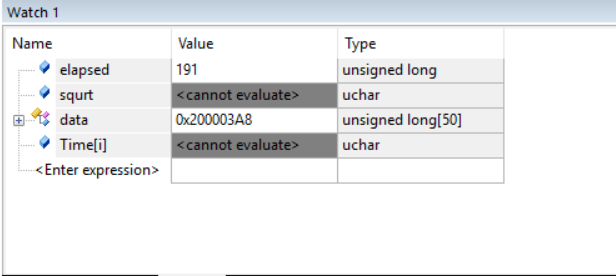 Watch 1
Name Value Type
elapsed 191 unsigned long
squrt <cannot evaluate> uchar
data 0x200003A8 unsigned long[50]
Time[i] <cannot evaluate> uchar
<Enter expression>